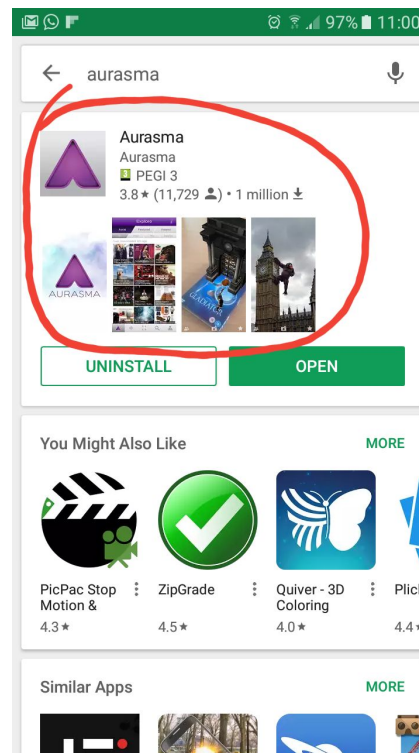 97% 11:00
aurasma
Aurasma
Aurasma
3 PEGI 3
3.8★ (11,729) • 1 million
AURASMA
GLADIATOR
UNINSTALL
OPEN
You Might Also Like
MORE
PicPac Stop
Motion &
4.3★
ZipGrade
4.5★
Quiver - 3D
Coloring
4.0★
4.4
Similar Apps
MORE